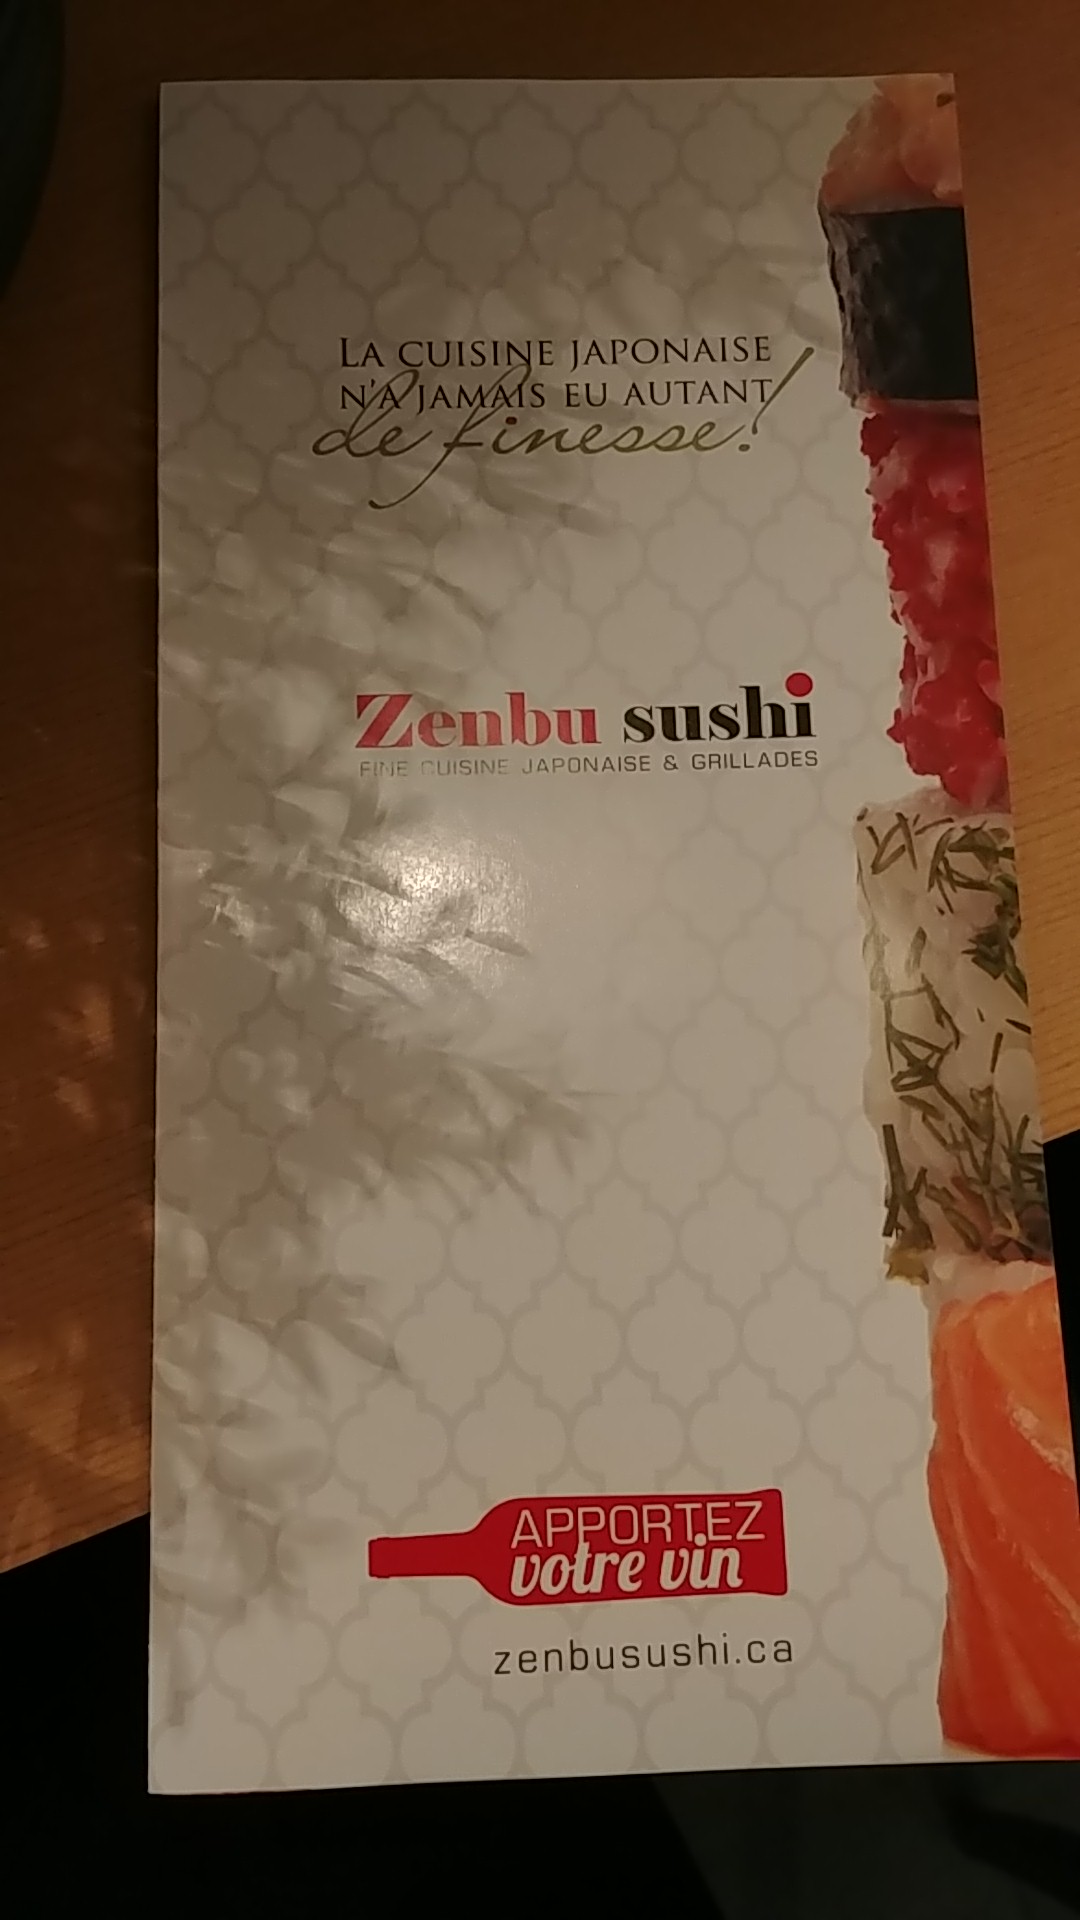 LA CUISINE JAPONAISE
N'A JAMAIS EU AUTANT
de finesse!
Zenbu sushi
FINE CUISINE JAPONAISE & GRILLADES
APPORTEZ
votre vin
zenbusushi.ca